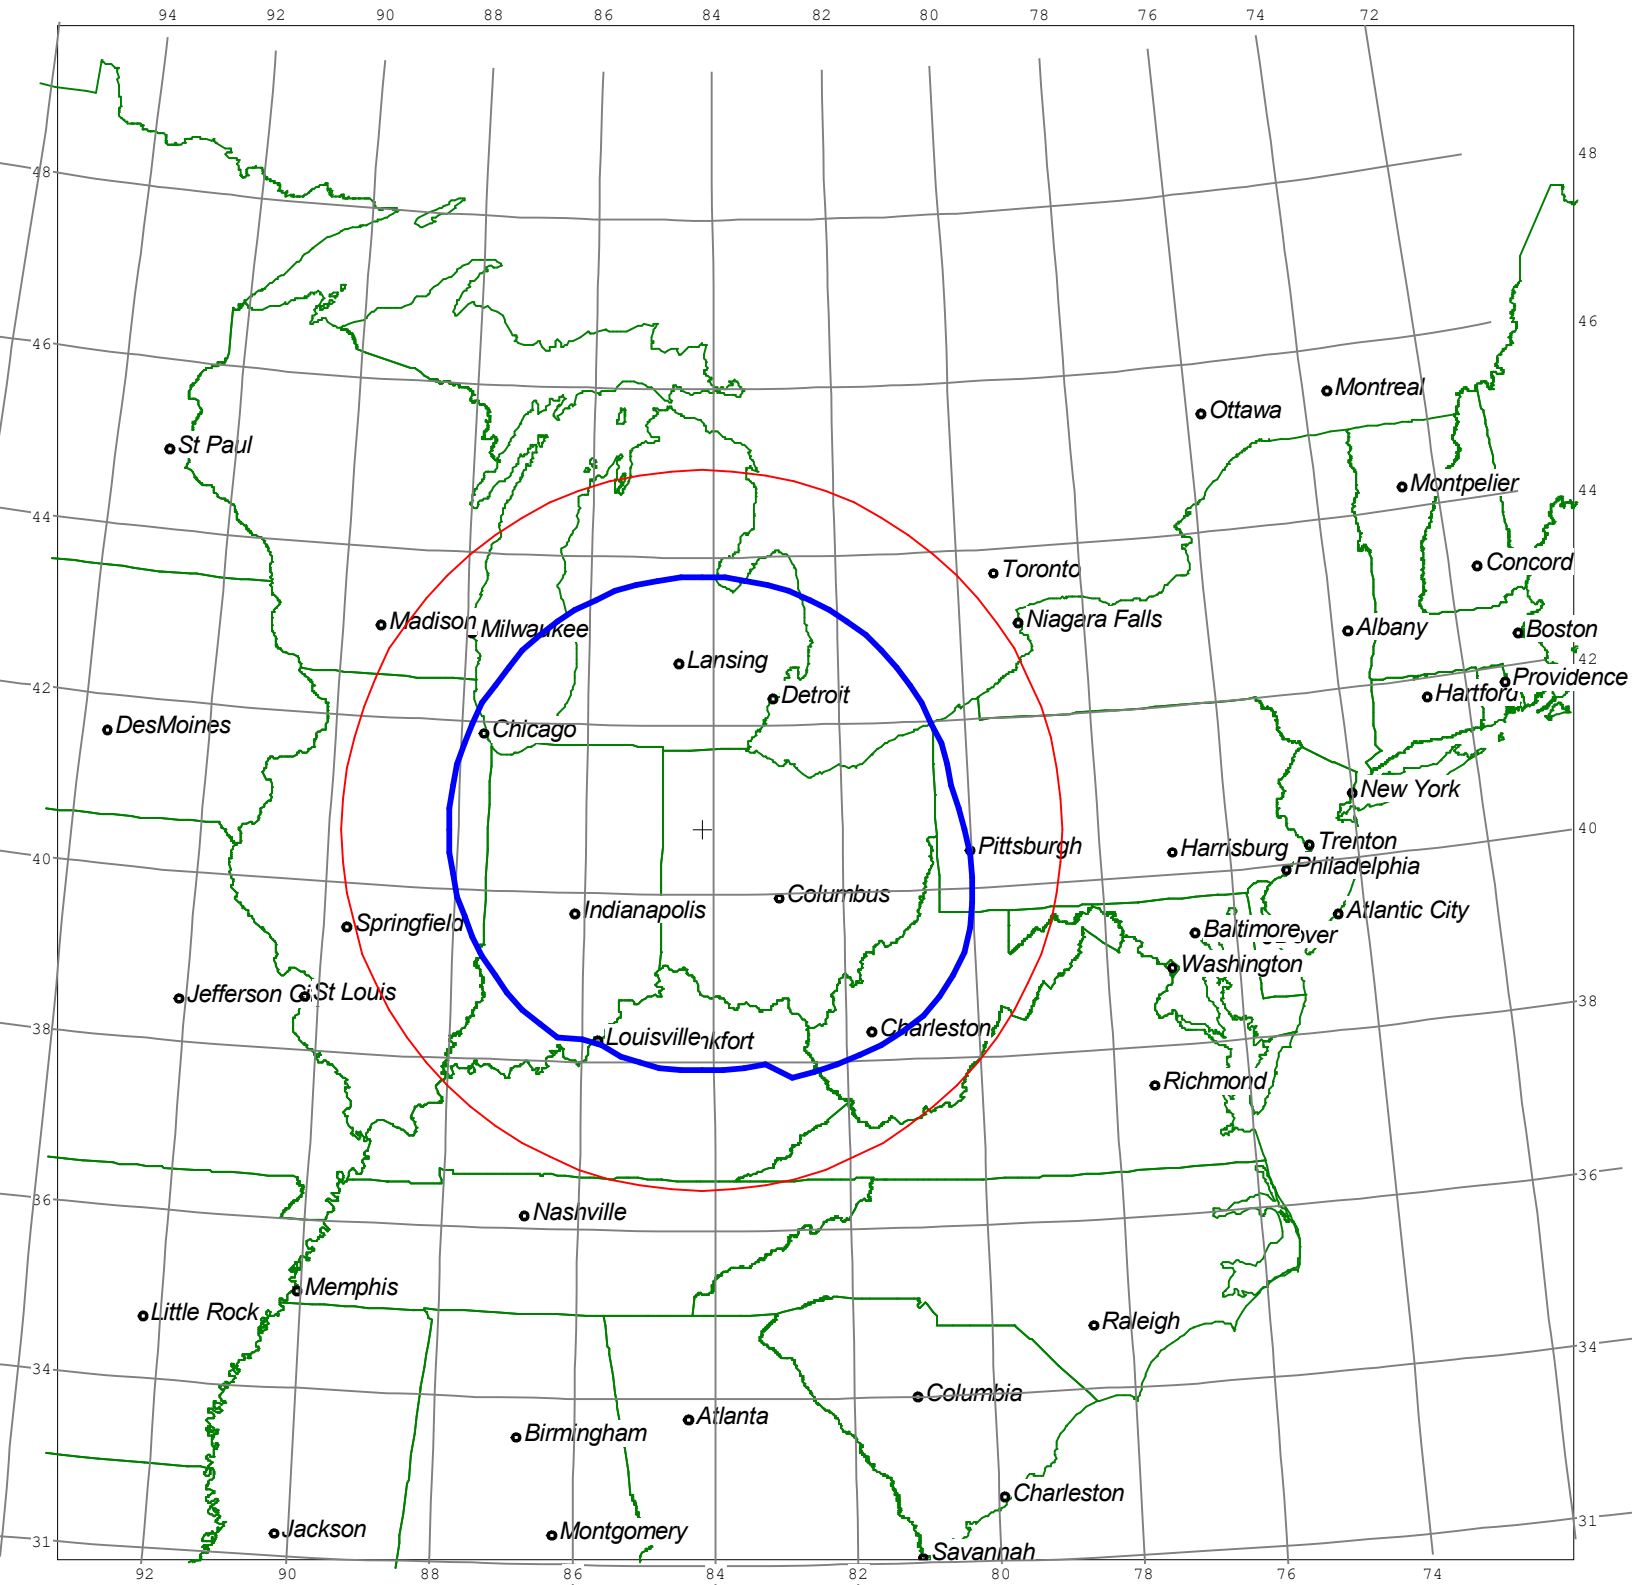 94 92 90 88 86 84 82 80 78 76 74 72
48 48
46 46
Montreal
Ottawa
St Paul
Montpelier
44 44
Concord
Toronto
Niagara Falls
Madison
Milwaukee
Albany
Boston
Lansing
42 42
Providence
Detroit
Hartford
DesMoines
Chicago
New York
40 40
Trenton
Pittsburgh
Harrisburg
Philadelphia
Columbus
Indianapolis
Atlantic City
Springfield
Baltimore
over
Washington
Jefferson Ci
St Louis
38 38
Charleston
Louisville
kfort
Richmond
36 36
Nashville
Memphis
Little Rock
Raleigh
34 34
Columbia
Atlanta
Birmingham
Charleston
31 31
Jackson
Montgomery
Savannah
92 90 88 86 84 82 80 78 76 74